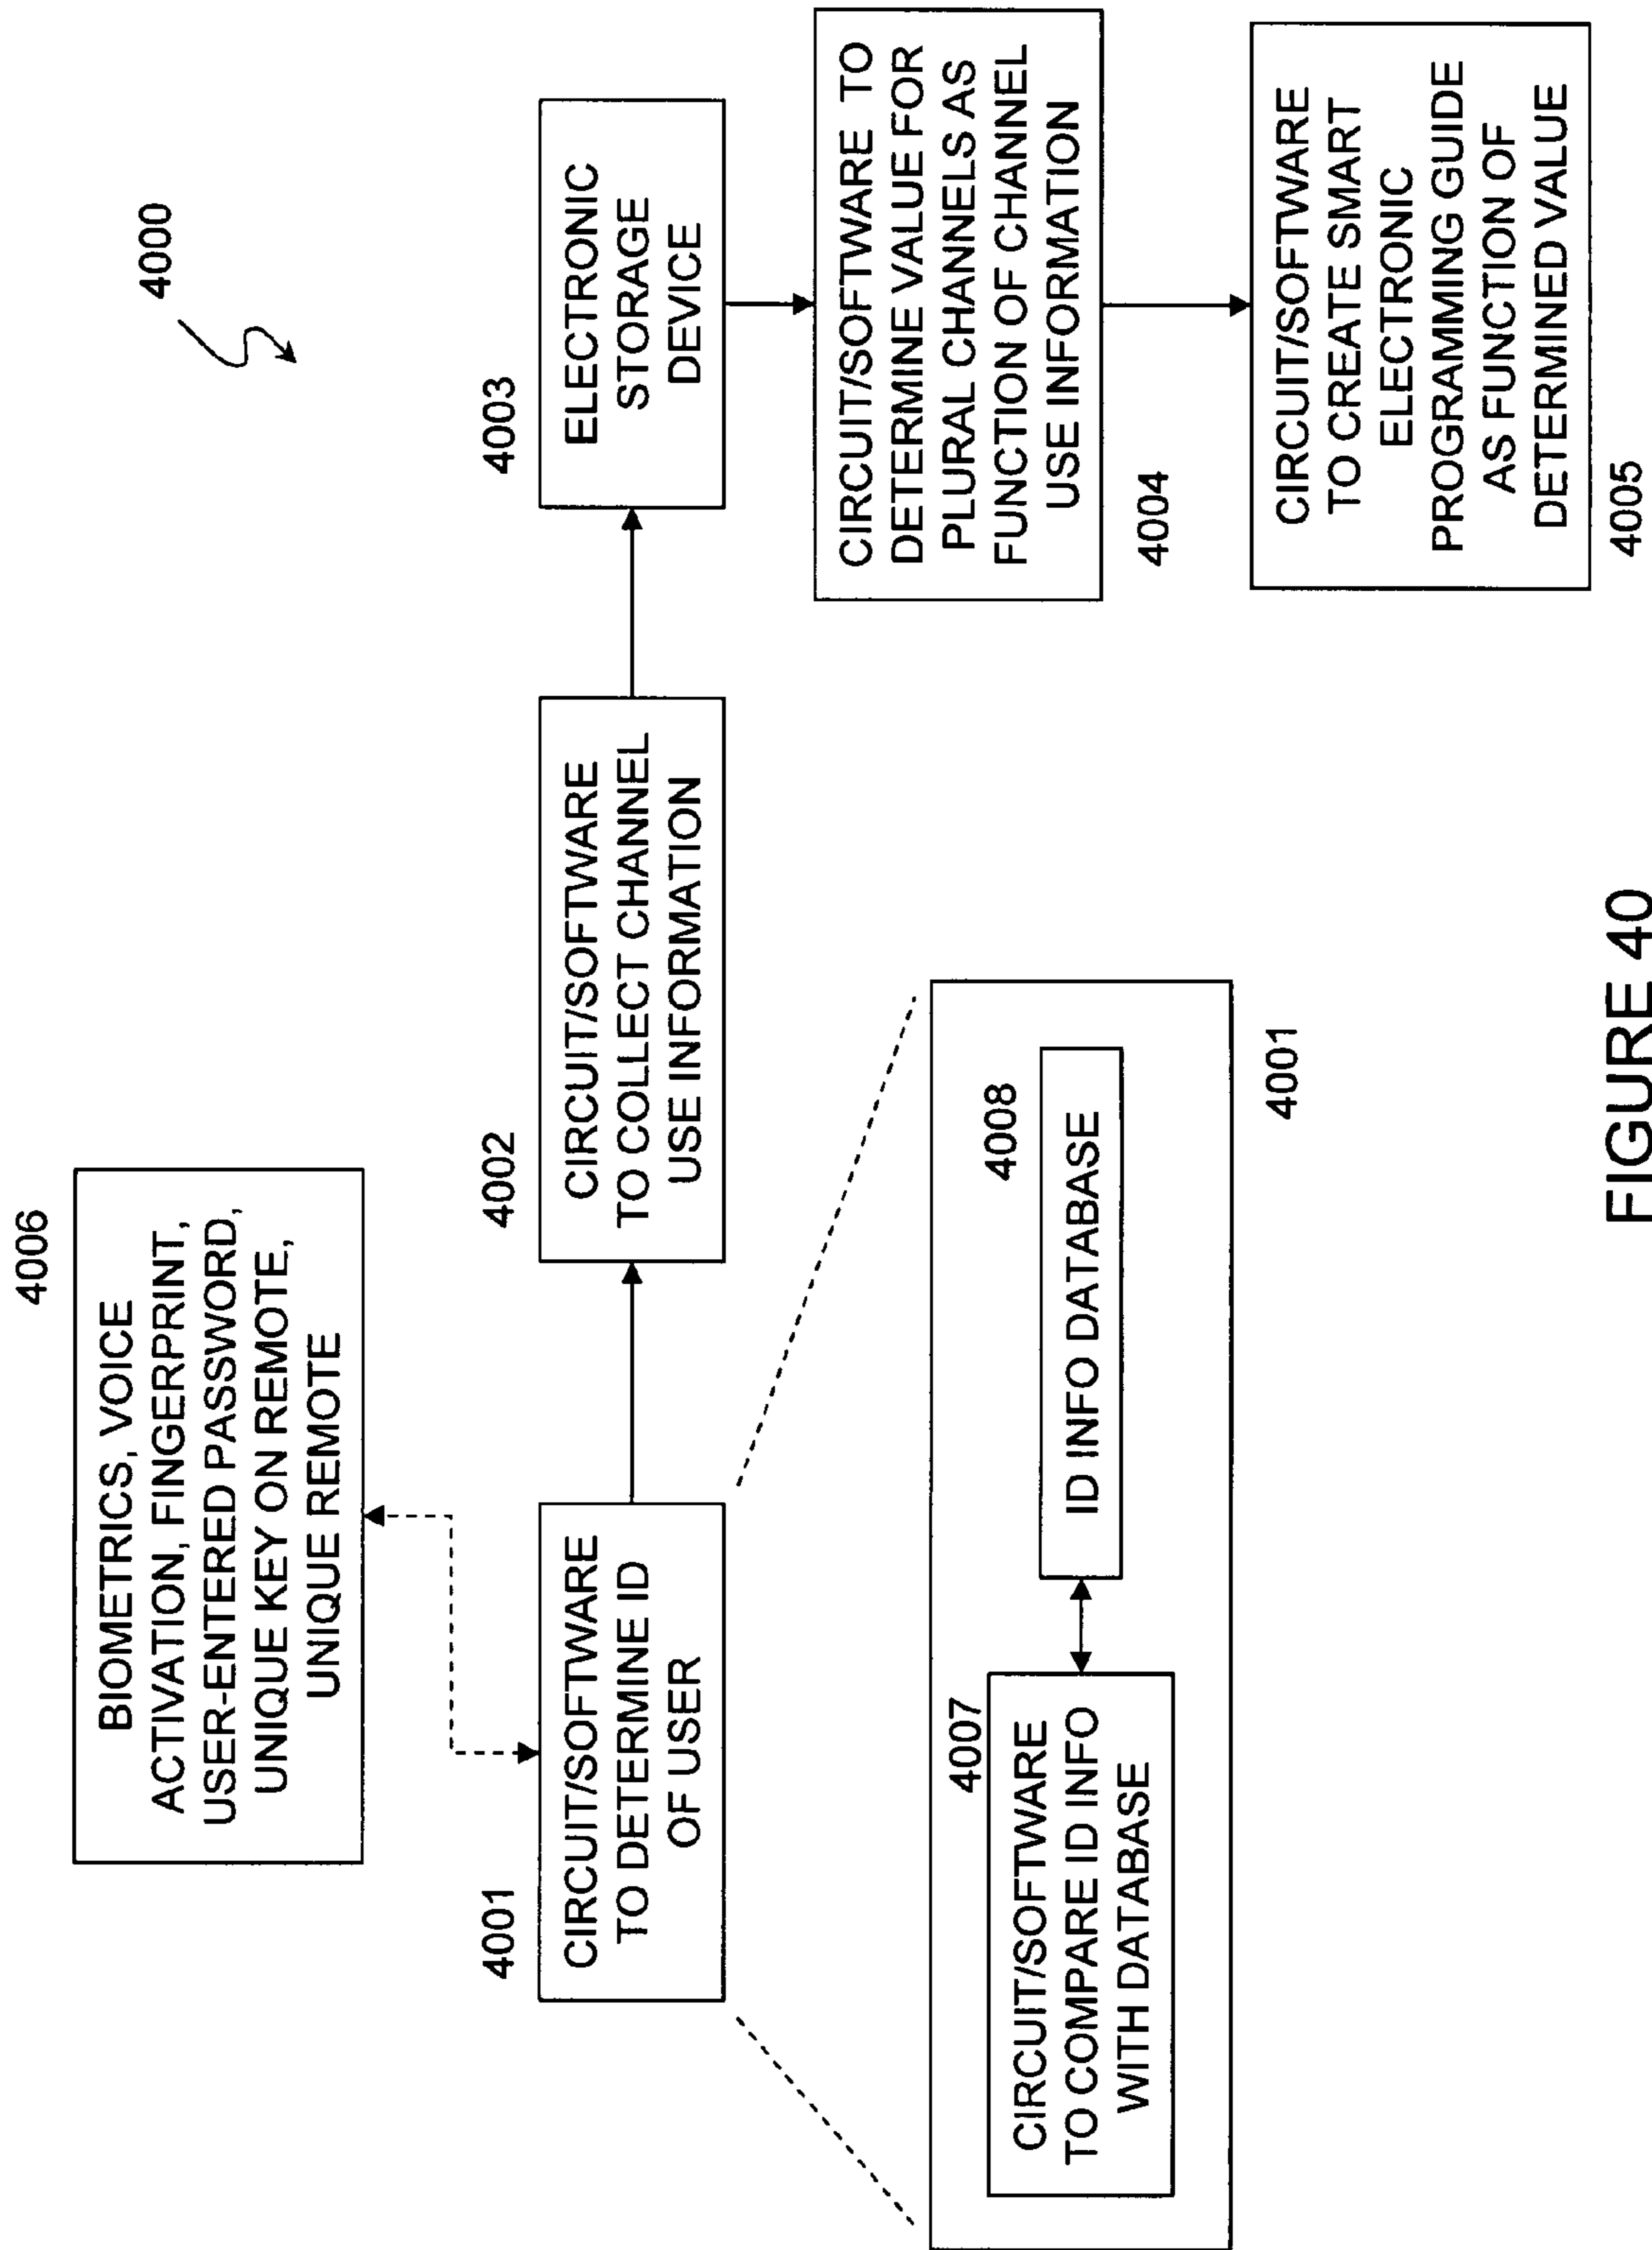 4000
4006
BIOMETRICS, VOICE
ACTIVATION, FINGERPRINT,
USER-ENTERED PASSWORD,
UNIQUE KEY ON REMOTE,
UNIQUE REMOTE
4001
CIRCUIT/SOFTWARE
TO DETERMINE ID
OF USER
4002
CIRCUIT/SOFTWARE
TO COLLECT CHANNEL
USE INFORMATION
4003
ELECTRONIC
STORAGE
DEVICE
CIRCUIT/SOFTWARE TO
DETERMINE VALUE FOR
PLURAL CHANNELS AS
FUNCTION OF CHANNEL
USE INFORMATION
4004
CIRCUIT/SOFTWARE
TO CREATE SMART
ELECTRONIC
PROGRAMMING GUIDE
AS FUNCTION OF
DETERMINED VALUE
4005
4007
CIRCUIT/SOFTWARE
TO COMPARE ID INFO
WITH DATABASE
4008
ID INFO DATABASE
4001
FIGURE 40